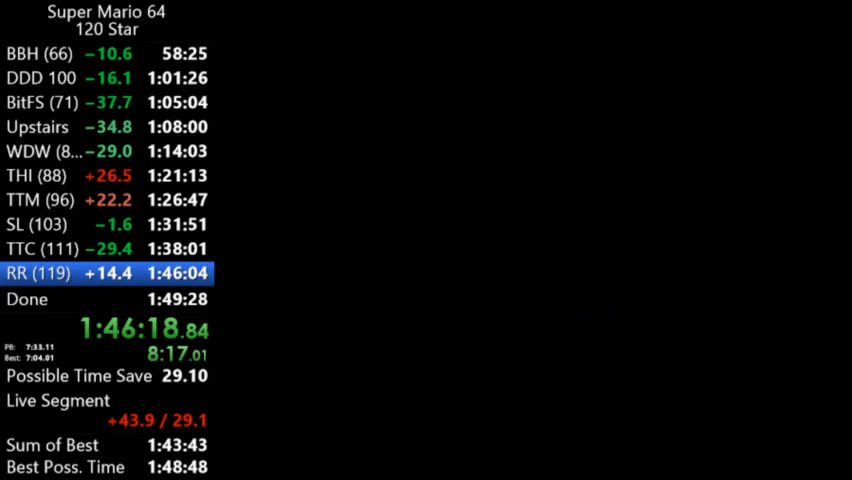 Super Mario 64
120 Star
BBH (66) −10.6 58:25
DDD 100 −16.1 1:01:26
BitFS (71) −37.7 1:05:04
Upstairs −34.8 1:08:00
WDW (8... −29.0 1:14:03
THI (88) +26.5 1:21:13
TTM (96) +22.2 1:26:47
SL (103) −1.6 1:31:51
TTC (111) −29.4 1:38:01
RR (119) +14.4 1:46:04
Done 1:49:28
1:46:18.84
PB: 7:33.11
Best: 7:04.01 8:17.01
Possible Time Save 29.10
Live Segment
+43.9 / 29.1
Sum of Best 1:43:43
Best Poss. Time 1:48:48